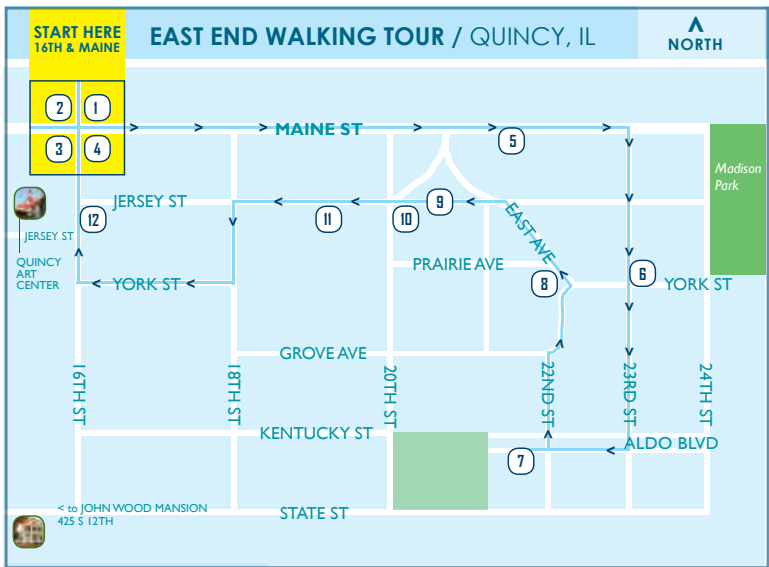 START HERE
16TH & MAINE
EAST END WALKING TOUR / QUINCY, IL
NORTH
2
1
3
4
MAINE ST
5
Madison
Park
JERSEY ST
12
11
10
9
EAST AVE
JERSEY ST
QUINCY
ART
CENTER
YORK ST
PRAIRIE AVE
8
6
YORK ST
GROVE AVE
16TH ST
18TH ST
20TH ST
22ND ST
23RD ST
24TH ST
KENTUCKY ST
7
ALDO BLVD
< to JOHN WOOD MANSION
425 S 12TH
STATE ST